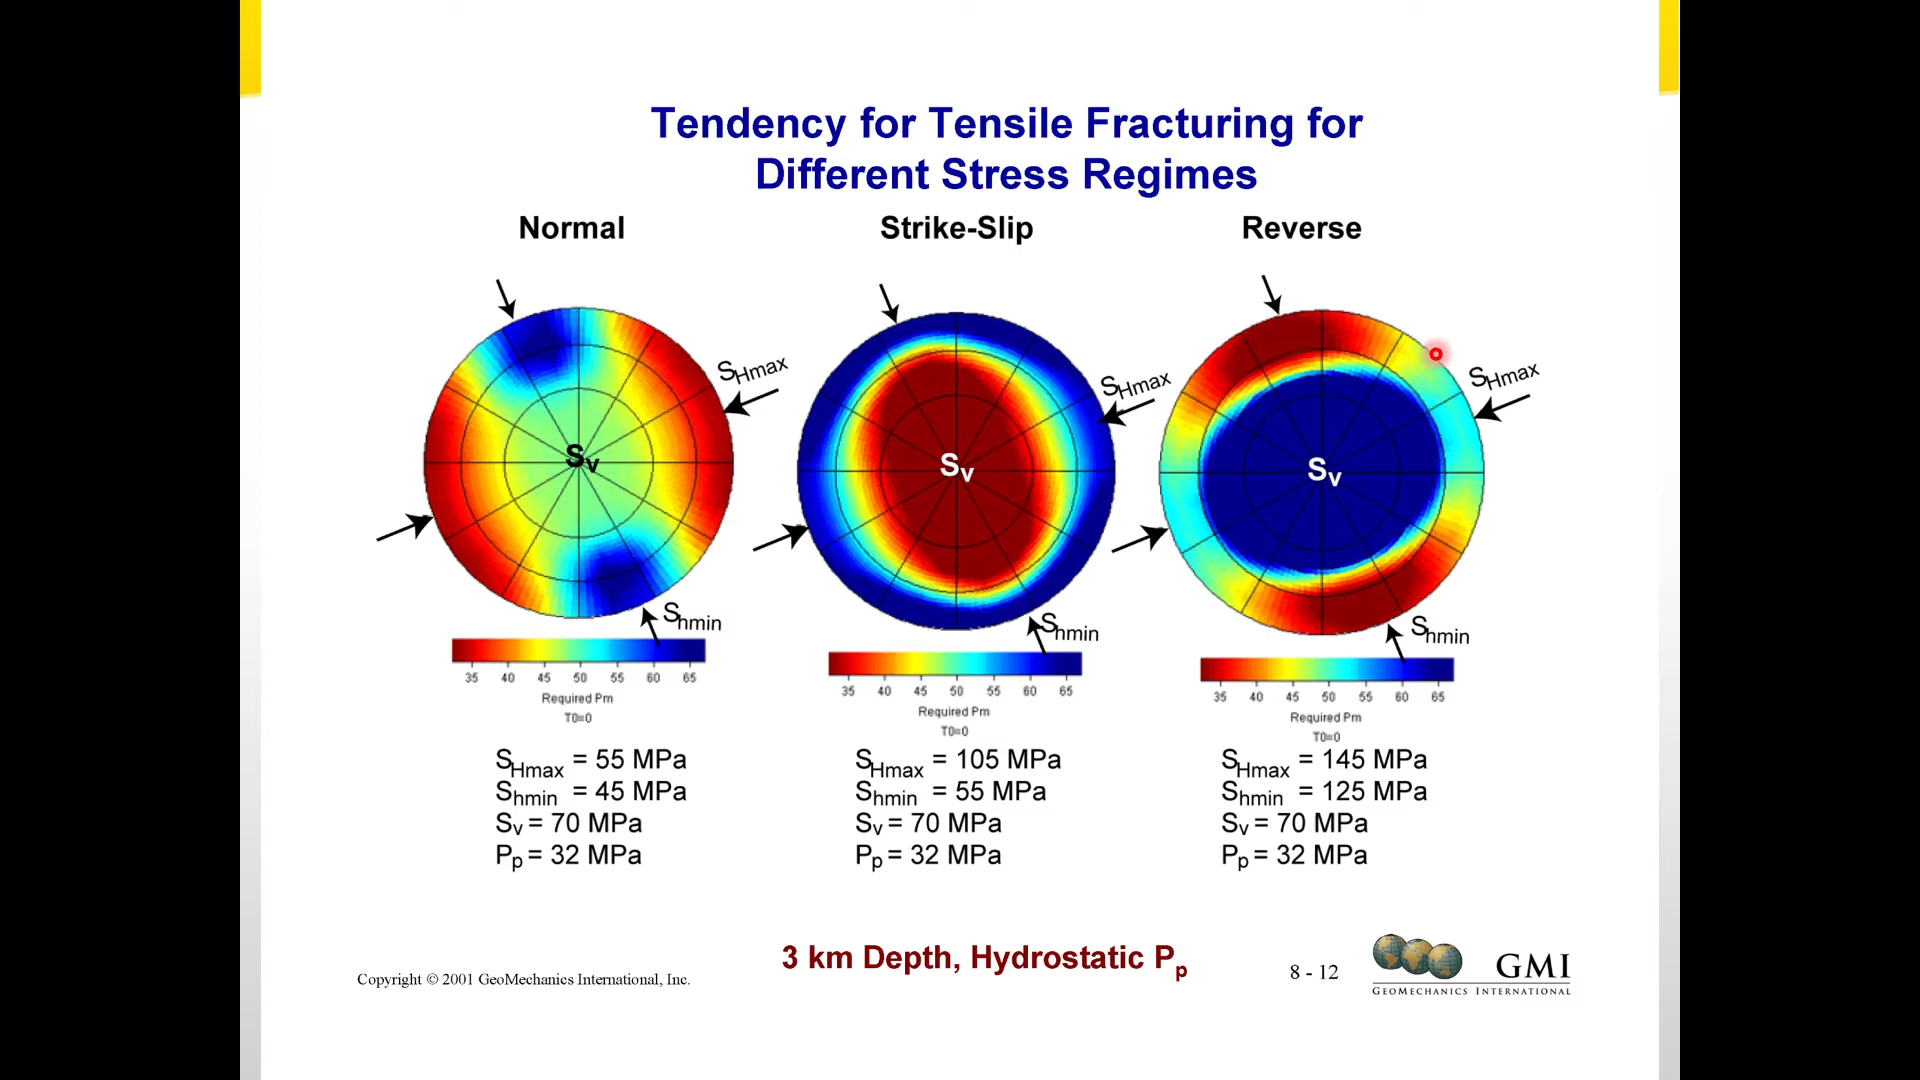 Tendency for Tensile Fracturing for
Different Stress Regimes
Normal
Strike-Slip
Reverse
SHmax
SHmax
SHmax
Sv
Sv
Sv
Shmin
Shmin
Shmin
35 40 45 50 55 60 65
Required Pm
T0=0
35 40 45 50 55 60 65
Required Pm
T0=0
35 40 45 50 55 60 65
Required Pm
T0=0
SHmax = 55 MPa
Shmin = 45 MPa
Sv = 70 MPa
Pp = 32 MPa
SHmax = 105 MPa
Shmin = 55 MPa
Sv = 70 MPa
Pp = 32 MPa
SHmax = 145 MPa
Shmin = 125 MPa
Sv = 70 MPa
Pp = 32 MPa
3 km Depth, Hydrostatic Pp
Copyright © 2001 GeoMechanics International, Inc.
8 - 12
GMI
GEOMECHANICS INTERNATIONAL